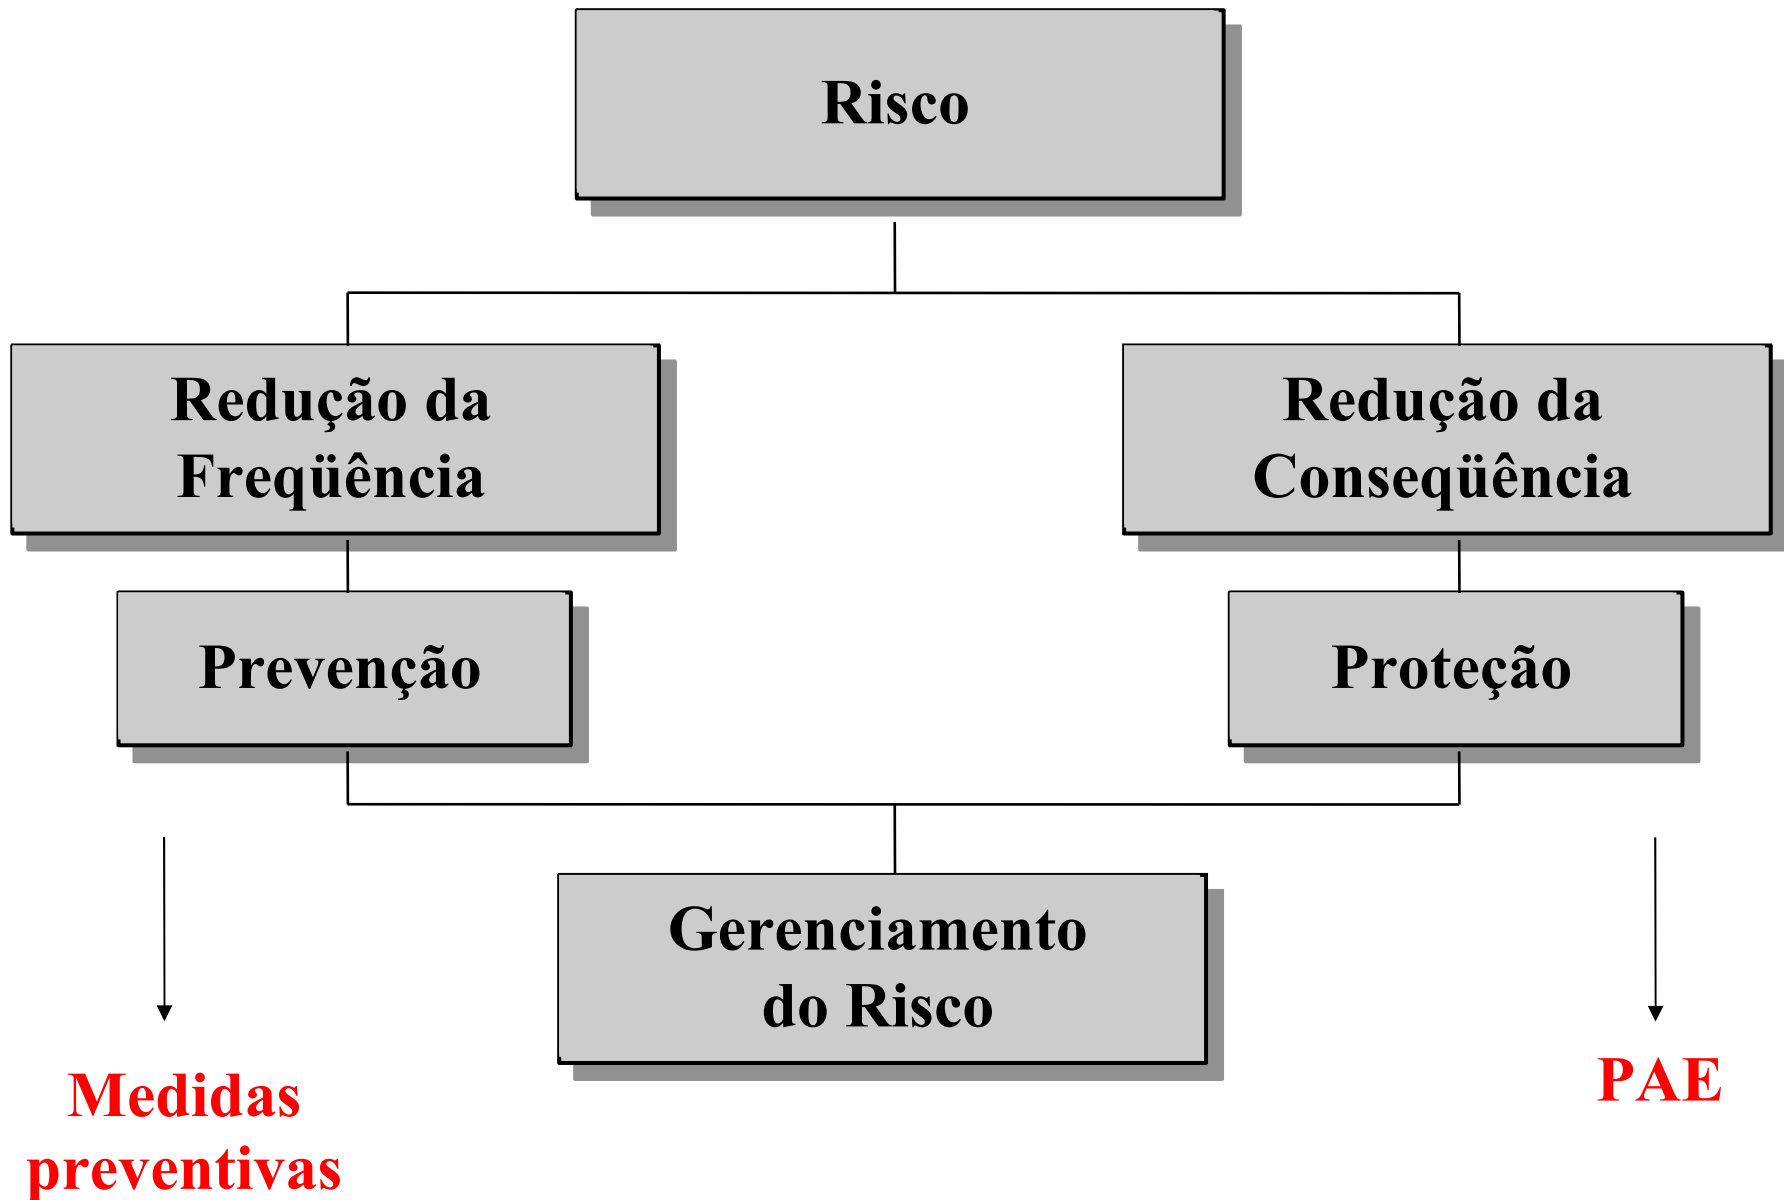 Risco
Redução da
Freqüência
Redução da
Conseqüência
Prevenção
Proteção
Gerenciamento
do Risco
Medidas
preventivas
PAE